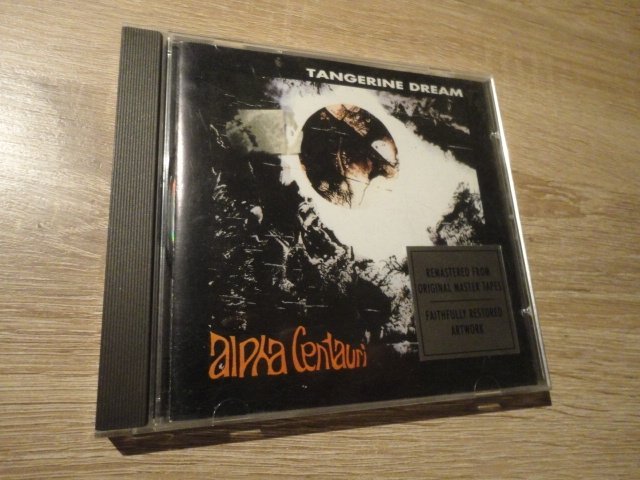 TANGERINE DREAM
REMASTERED FROM
ORIGINAL MASTER TAPES
FAITHFULLY RESTORED
ARTWORK
alpha Centauri